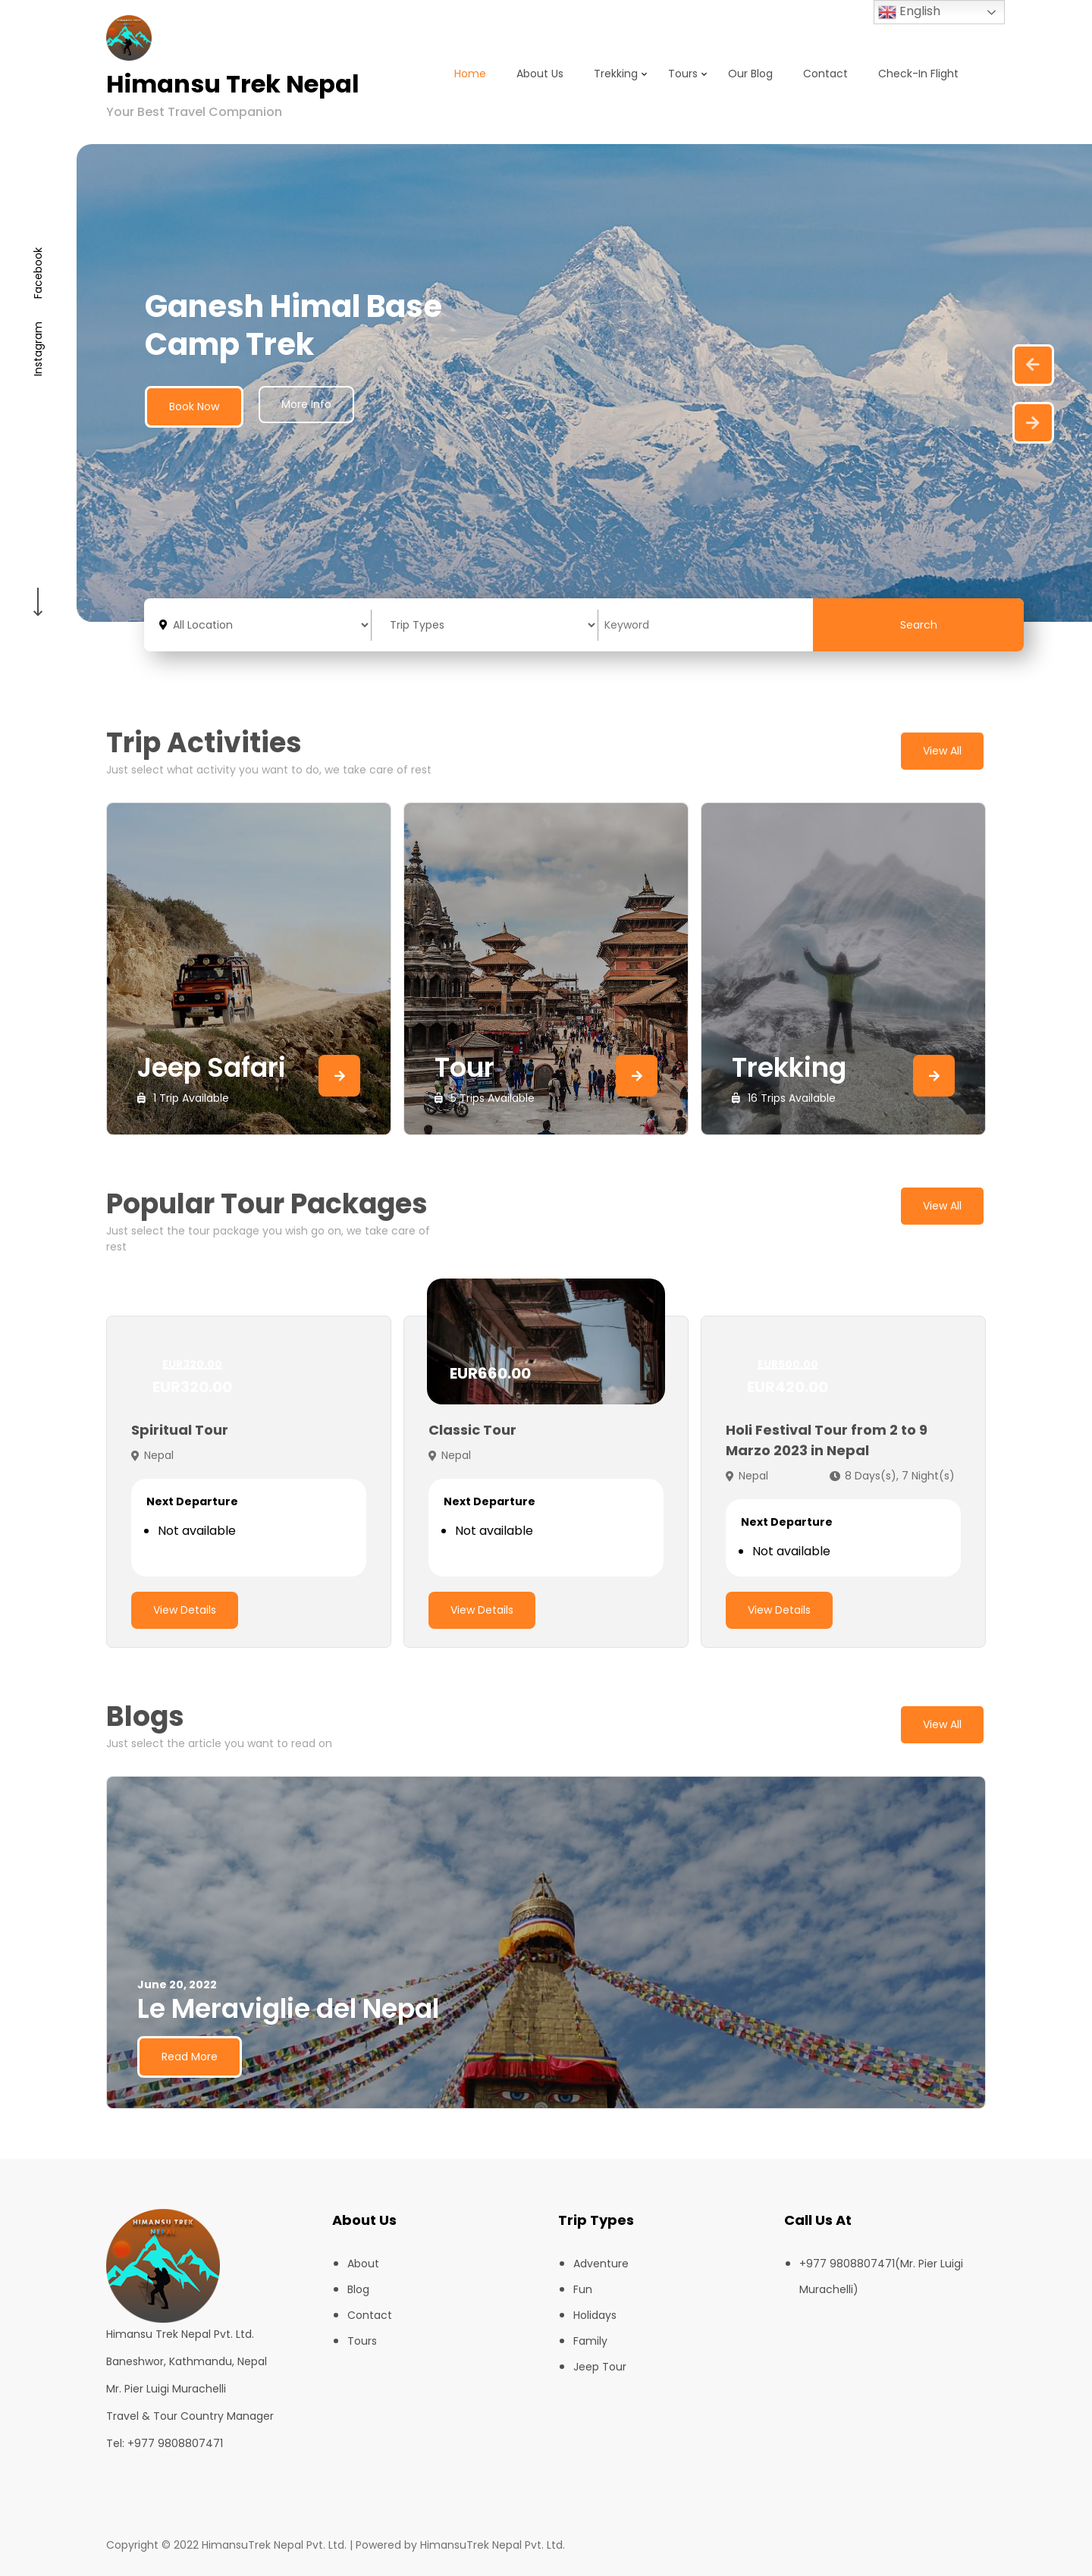 English
Himansu Trek Nepal
Your Best Travel Companion
Home
About Us
Trekking
Tours
Our Blog
Contact
Check-In Flight
Facebook
Instagram
Ganesh Himal Base
Camp Trek
Book Now
More Info
All Location
Trip Types
Keyword
Search
Trip Activities
Just select what activity you want to do, we take care of rest
View All
Jeep Safari
1 Trip Available
Tour
5 Trips Available
Trekking
16 Trips Available
Popular Tour Packages
Just select the tour package you wish go on, we take care of
rest
View All
EUR320.00
EUR320.00
Spiritual Tour
Nepal
Next Departure
Not available
View Details
EUR660.00
Classic Tour
Nepal
Next Departure
Not available
View Details
EUR500.00
EUR420.00
Holi Festival Tour from 2 to 9
Marzo 2023 in Nepal
Nepal
8 Days(s), 7 Night(s)
Next Departure
Not available
View Details
Blogs
Just select the article you want to read on
View All
June 20, 2022
Le Meraviglie del Nepal
Read More
HIMANSU TREK
NEPAL
Himansu Trek Nepal Pvt. Ltd.
Baneshwor, Kathmandu, Nepal
Mr. Pier Luigi Murachelli
Travel & Tour Country Manager
Tel: +977 9808807471
About Us
About
Blog
Contact
Tours
Trip Types
Adventure
Fun
Holidays
Family
Jeep Tour
Call Us At
+977 9808807471(Mr. Pier Luigi
Murachelli)
Copyright © 2022 HimansuTrek Nepal Pvt. Ltd. | Powered by HimansuTrek Nepal Pvt. Ltd.